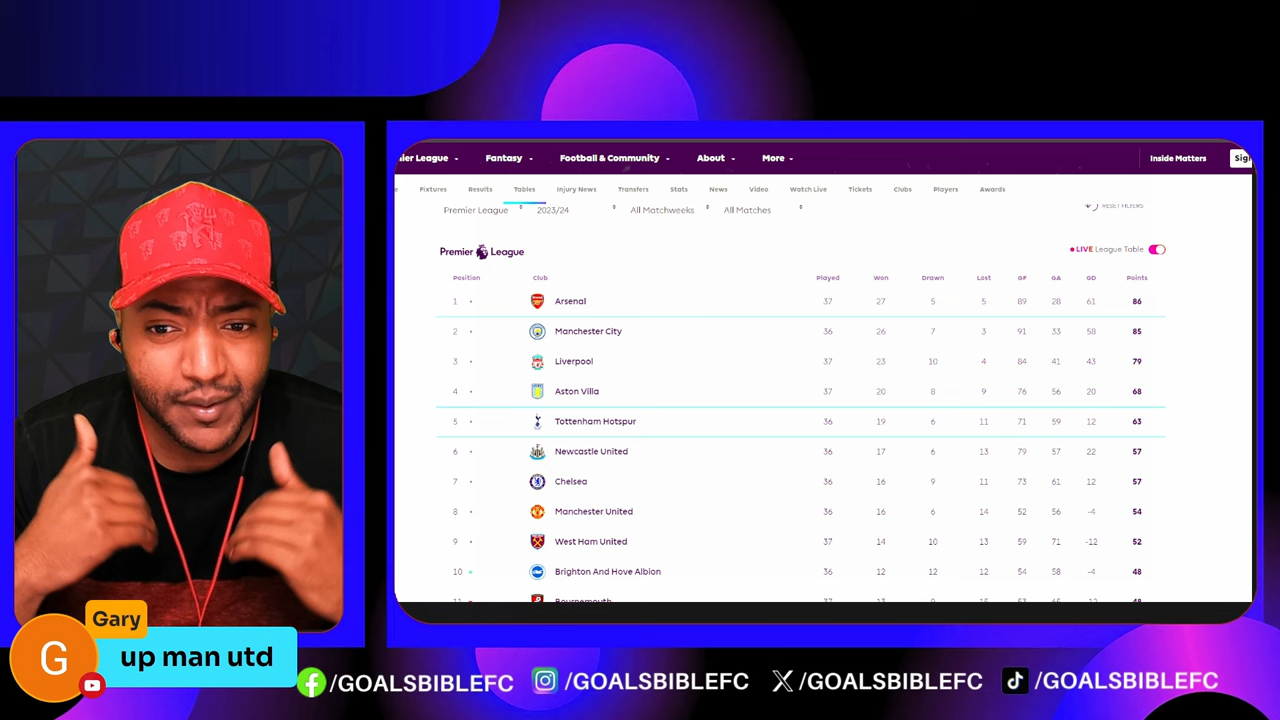 ier League Fantasy Football & Community About More Inside Matters Sig
Fixtures Results Tables Injury News Transfers Stats News Video Watch Live Tickets Clubs Players Awards
Premier League 2023/24 All Matchweeks All Matches RESET FILTERS
Premier League LIVE League Table
Position Club Played Won Drawn Lost GF GA GD Points
1 Arsenal 37 27 5 5 89 28 61 86
2 Manchester City 36 26 7 3 91 33 58 85
3 Liverpool 37 23 10 4 84 41 43 79
4 Aston Villa 37 20 8 9 76 56 20 68
5 Tottenham Hotspur 36 19 6 11 71 59 12 63
6 Newcastle United 36 17 6 13 79 57 22 57
7 Chelsea 36 16 9 11 73 61 12 57
8 Manchester United 36 16 6 14 52 56 -4 54
9 West Ham United 37 14 10 13 59 71 -12 52
10 Brighton And Hove Albion 36 12 12 12 54 58 -4 48
Bournemouth
Gary
G up man utd
/GOALSBIBLEFC /GOALSBIBLEFC /GOALSBIBLEFC /GOALSBIBLEFC